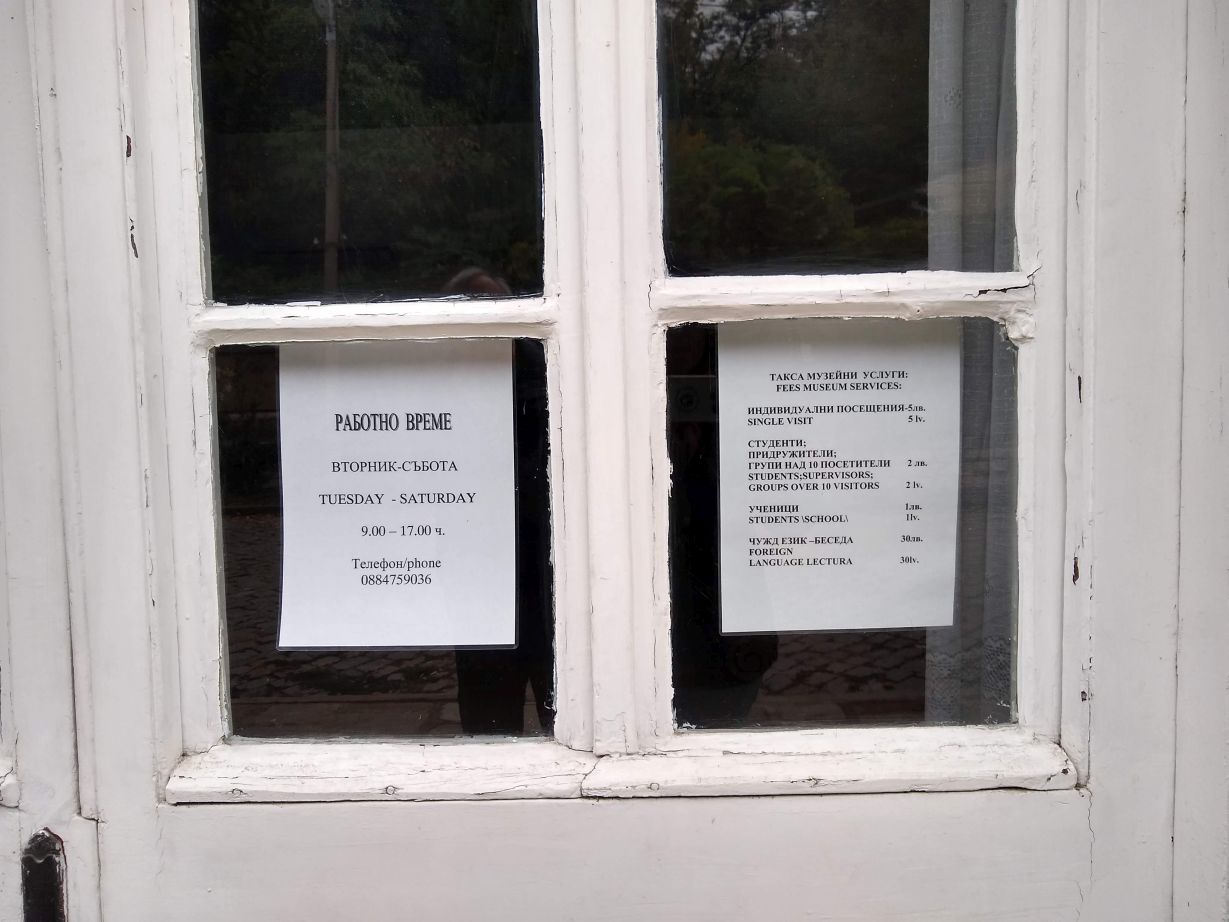 РАБОТНО ВРЕМЕ
ВТОРНИК-СЪБОТА
TUESDAY - SATURDAY
9.00 – 17.00 ч.
Телефон/phone
0884759036
ТАКСА МУЗЕЙНИ УСЛУГИ:
FEES MUSEUM SERVICES:
ИНДИВИДУАЛНИ ПОСЕЩЕНИЯ-5лв.
SINGLE VISIT 5 lv.
СТУДЕНТИ;
ПРИДРУЖИТЕЛИ;
ГРУПИ НАД 10 ПОСЕТИТЕЛИ 2 лв.
STUDENTS;SUPERVISORS;
GROUPS OVER 10 VISITORS 2 lv.
УЧЕНИЦИ 1лв.
STUDENTS \SCHOOL\ 1lv.
ЧУЖД ЕЗИК –БЕСЕДА 30лв.
FOREIGN
LANGUAGE LECTURA 30lv.